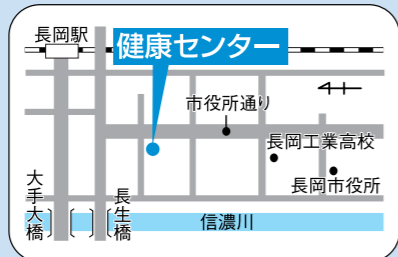 長岡駅
健康センター
市役所通り
長岡工業高校
長岡市役所
大手大橋
長生橋
信濃川